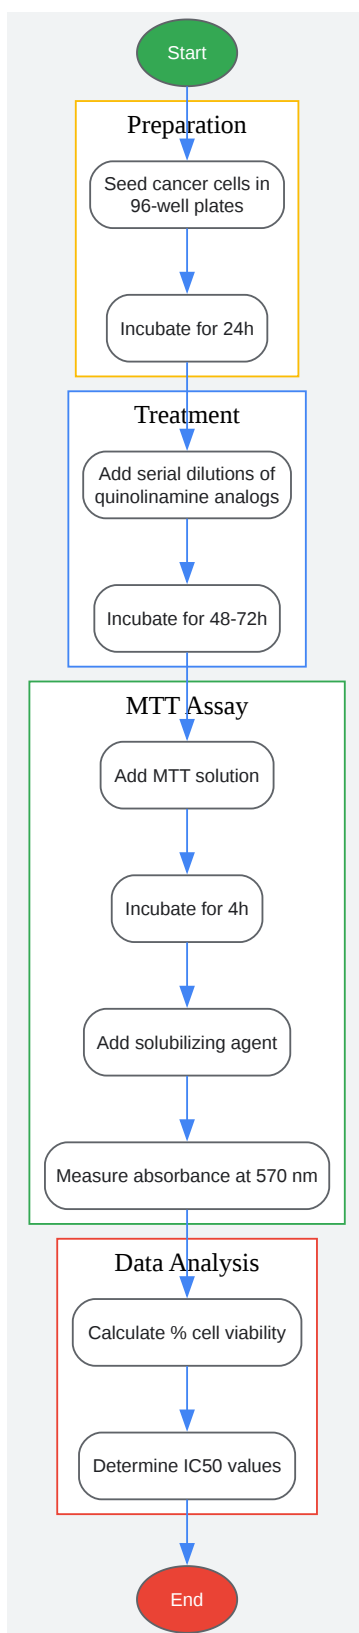 Start
Preparation
Seed cancer cells in
96-well plates
Incubate for 24h
Treatment
Add serial dilutions of
quinolinamine analogs
Incubate for 48-72h
MTT Assay
Add MTT solution
Incubate for 4h
Add solubilizing agent
Measure absorbance at 570 nm
Data Analysis
Calculate % cell viability
Determine IC50 values
End